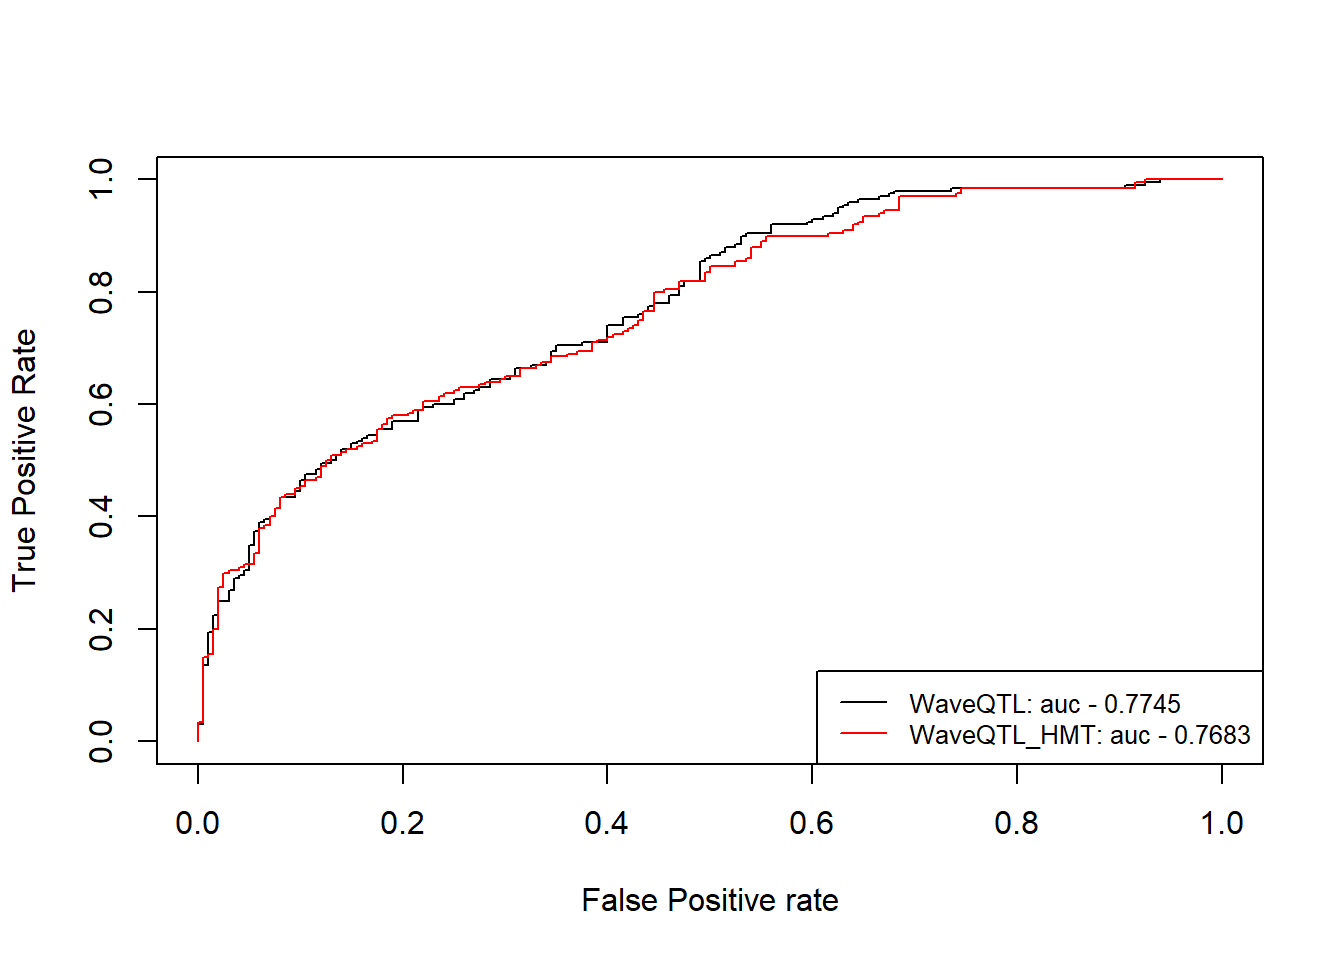 1.0
0.8
0.6
0.4
0.2
0.0
True Positive Rate
WaveQTL: auc - 0.7745
WaveQTL_HMT: auc - 0.7683
0.0 0.2 0.4 0.6 0.8 1.0
False Positive rate